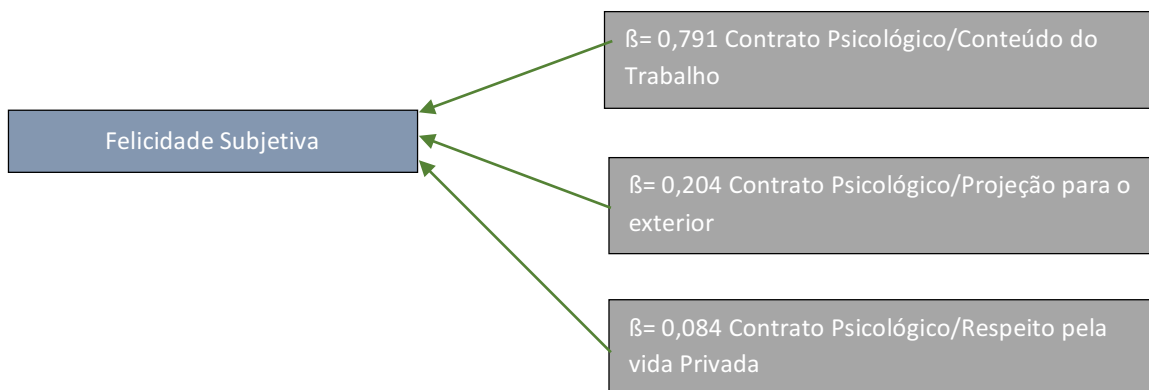 ß= 0,791 Contrato Psicológico/Conteúdo do
Trabalho
Felicidade Subjetiva
ß= 0,204 Contrato Psicológico/Projeção para o
exterior
ß= 0,084 Contrato Psicológico/Respeito pela
vida Privada